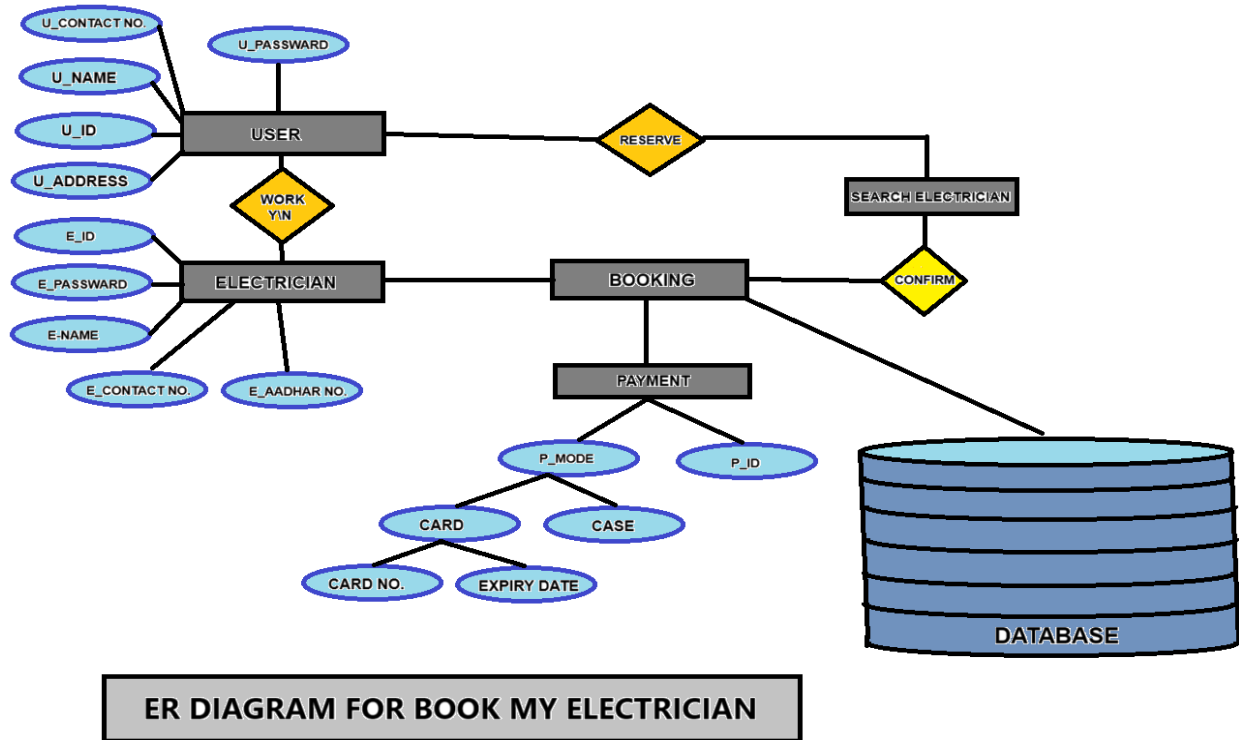 U_CONTACT NO.
U_PASSWARD
U_NAME
U_ID
USER
RESERVE
U_ADDRESS
WORK
Y\N
SEARCH ELECTRICIAN
E_ID
E_PASSWARD
ELECTRICIAN
BOOKING
CONFIRM
E-NAME
E_CONTACT NO.
E_AADHAR NO.
PAYMENT
P_MODE
P_ID
CARD
CASE
CARD NO.
EXPIRY DATE
DATABASE
ER DIAGRAM FOR BOOK MY ELECTRICIAN